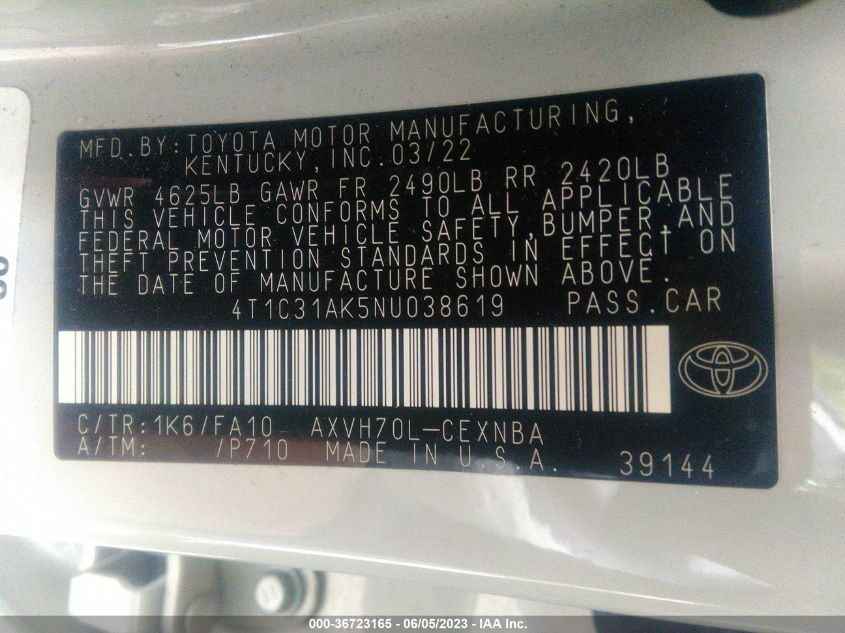 MFD. BY: TOYOTA MOTOR MANUFACTURING,
KENTUCKY, INC. 03/22
GVWR 4625LB GAWR FR 2490LB RR 2420LB
THIS VEHICLE CONFORMS TO ALL APPLICABLE
FEDERAL MOTOR VEHICLE SAFETY, BUMPER, AND
THEFT PREVENTION STANDARDS IN EFFECT ON
THE DATE OF MANUFACTURE SHOWN ABOVE.
4T1C31AK5NU038619 PASS. CAR
C/TR: 1K6/FA10 AXVH70L-CEXNBA
A/TM: /P710 MADE IN U.S.A. 39144
000-36723165 - 06/05/2023 - IAA Inc.